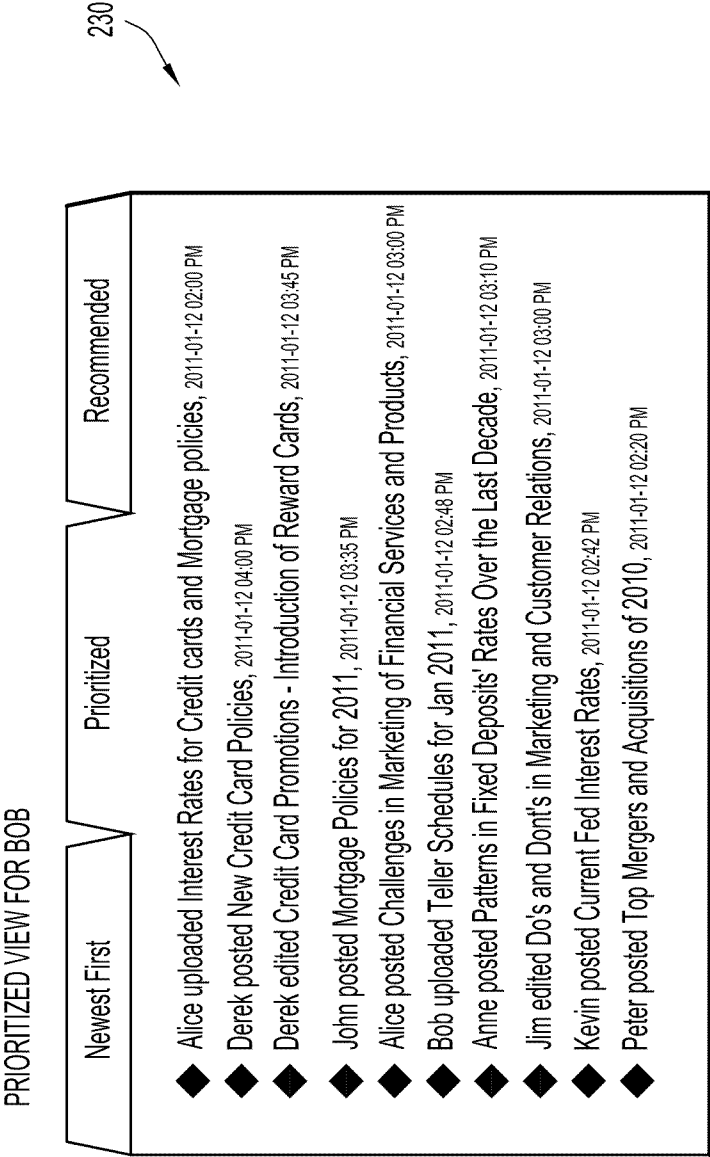 PRIORITIZED VIEW FOR BOB
230
Newest First
Prioritized
Recommended
Alice uploaded Interest Rates for Credit cards and Mortgage policies, 2011-01-12 02:00 PM
Derek posted New Credit Card Policies, 2011-01-12 04:00 PM
Derek edited Credit Card Promotions - Introduction of Reward Cards, 2011-01-12 03:45 PM
John posted Mortgage Policies for 2011, 2011-01-12 03:35 PM
Alice posted Challenges in Marketing of Financial Services and Products, 2011-01-12 03:00 PM
Bob uploaded Teller Schedules for Jan 2011, 2011-01-12 02:48 PM
Anne posted Patterns in Fixed Deposits' Rates Over the Last Decade, 2011-01-12 03:10 PM
Jim edited Do's and Dont's in Marketing and Customer Relations, 2011-01-12 03:00 PM
Kevin posted Current Fed Interest Rates, 2011-01-12 02:42 PM
Peter posted Top Mergers and Acquisitions of 2010, 2011-01-12 02:20 PM